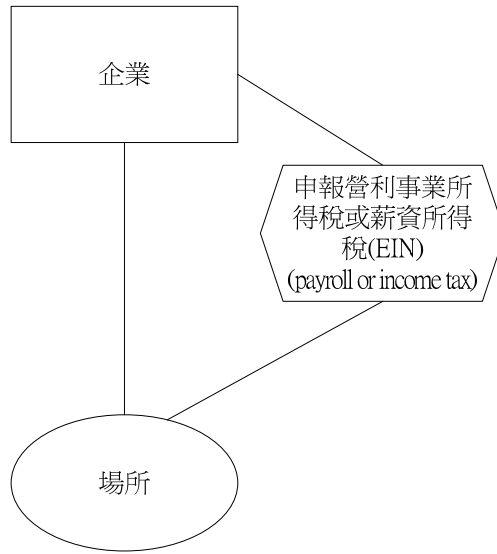 企業
申報營利事業所
得稅或薪資所得
稅(EIN)
(payroll or income tax)
場所